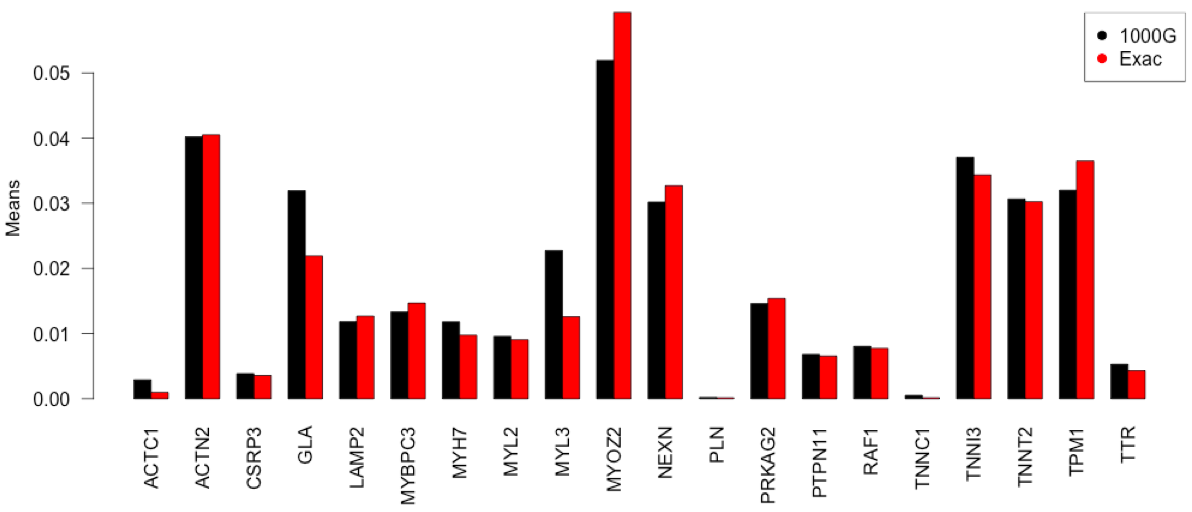 1000G
Exac
Means
0.05
0.04
0.03
0.02
0.01
0.00
ACTC1
ACTN2
CSRP3
GLA
LAMP2
MYBPC3
MYH7
MYL2
MYL3
MYOZ2
NEXN
PLN
PRKAG2
PTPN11
RAF1
TNNC1
TNNI3
TNNT2
TPM1
TTR